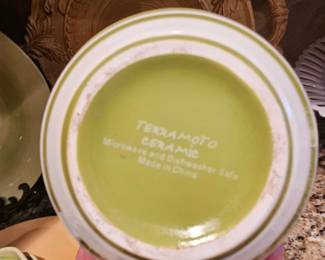 TERRAMOTO
CERAMIC
Microwave and Dishwasher Safe
Made in China